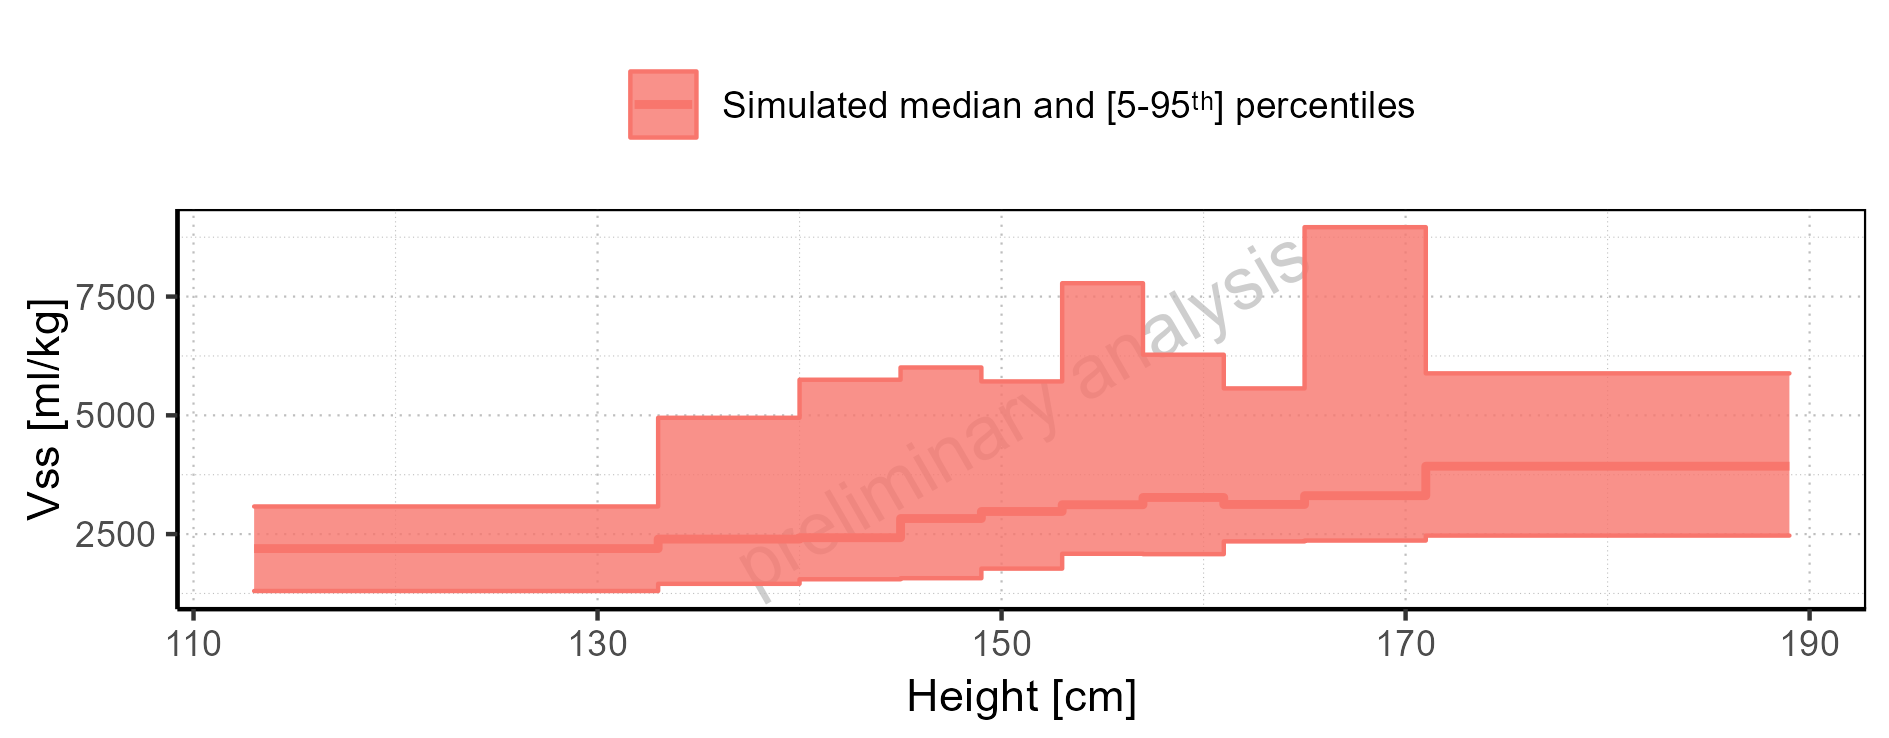 Simulated median and [5-95ᵗʰ] percentiles
Vss [ml/kg]
7500
5000
2500
preliminary analysis
110 130 150 170 190
Height [cm]